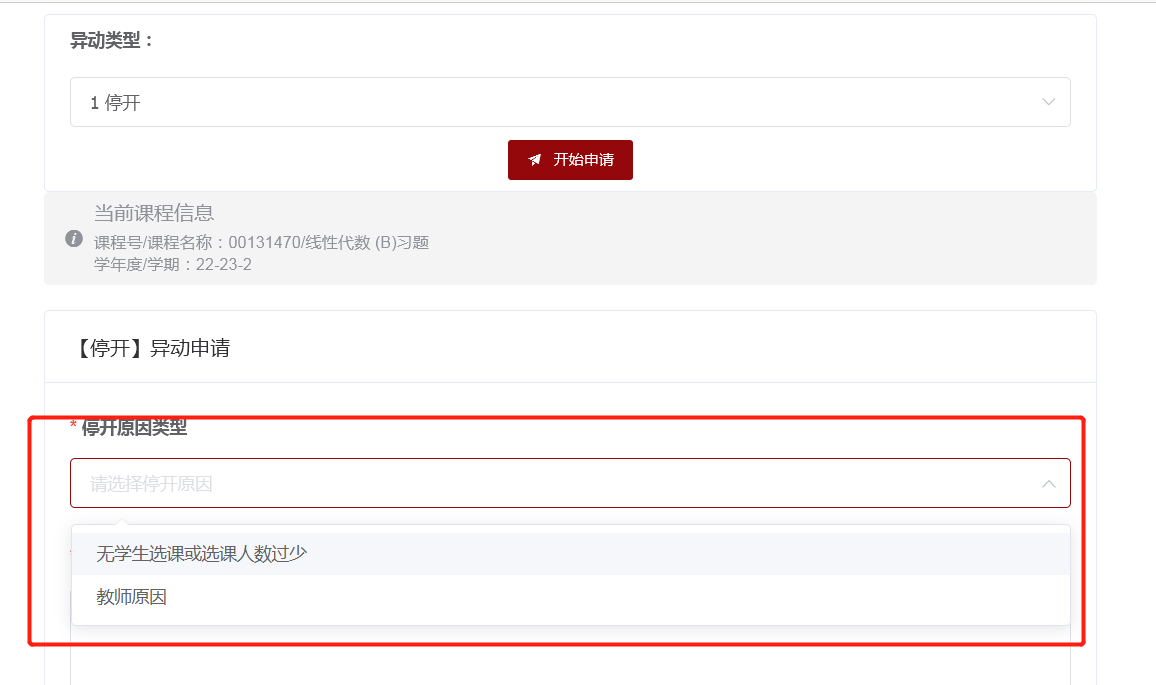 异动类型：
1 停开
开始申请
当前课程信息
课程号/课程名称：00131470/线性代数 (B)习题
学年度/学期：22-23-2
【停开】异动申请
* 停开原因类型
请选择停开原因
无学生选课或选课人数过少
教师原因